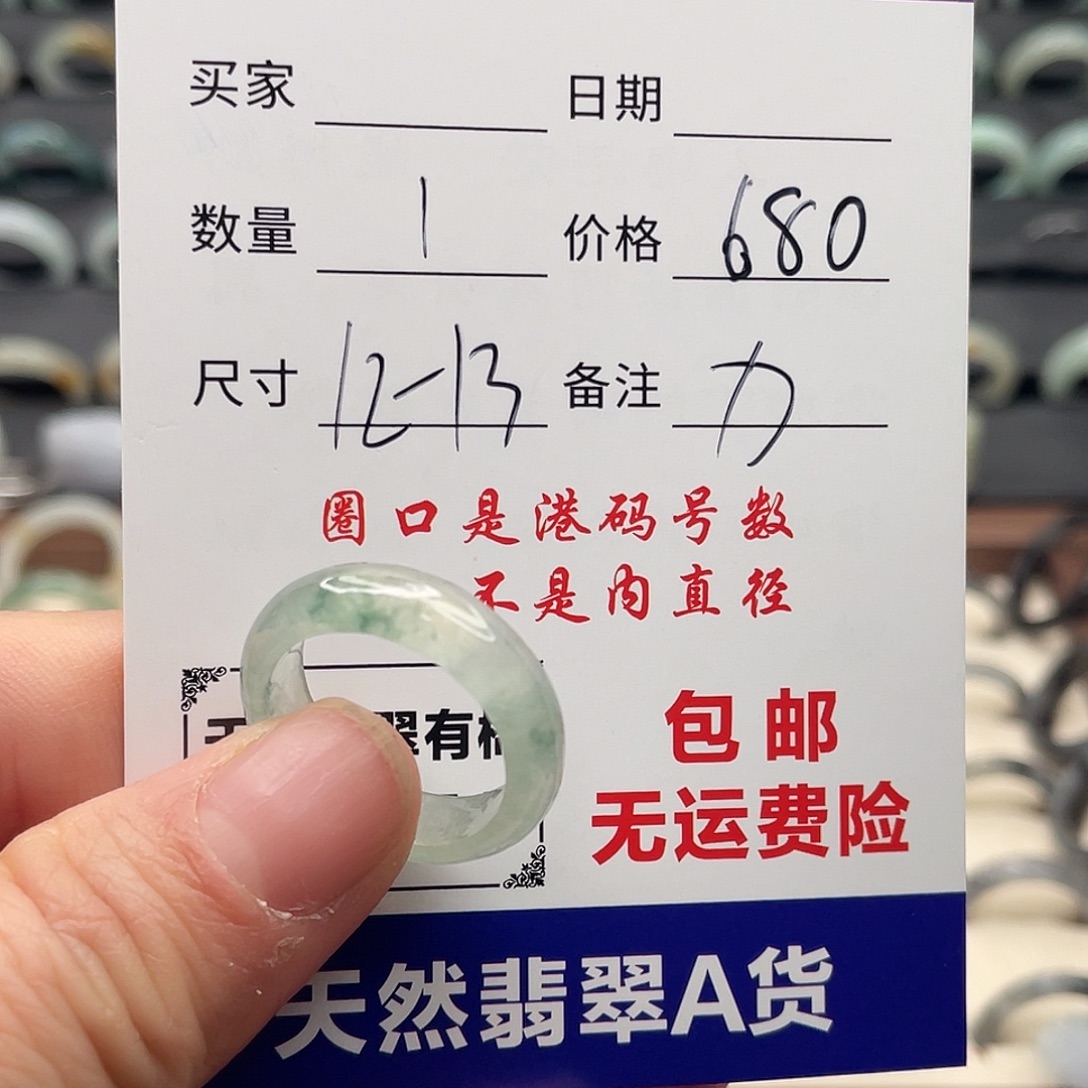 买家 日期
数量 1 价格 680
尺寸 12-13 备注
圈口是港码号数
不是内直径
翠有
包邮
无运费险
天然翡翠A货